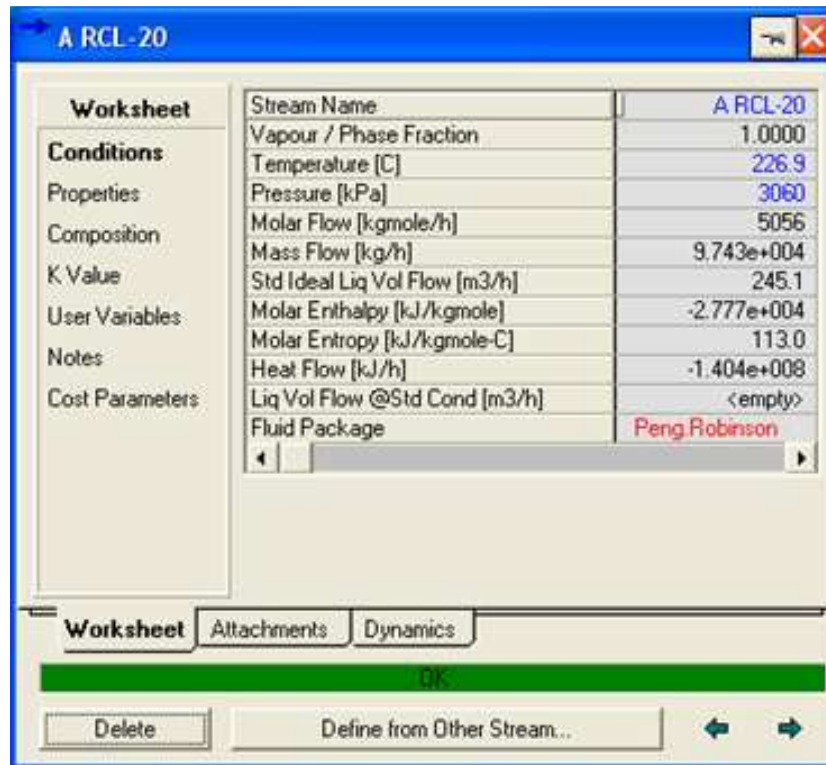 A RCL-20
Worksheet
Conditions
Properties
Composition
K Value
User Variables
Notes
Cost Parameters
Stream Name A RCL-20
Vapour / Phase Fraction 1.0000
Temperature [C] 226.9
Pressure [kPa] 3060
Molar Flow [kgmole/h] 5056
Mass Flow [kg/h] 9.743e+004
Std Ideal Liq Vol Flow [m3/h] 245.1
Molar Enthalpy [kJ/kgmole] -2.777e+004
Molar Entropy [kJ/kgmole-C] 113.0
Heat Flow [kJ/h] -1.404e+008
Liq Vol Flow @Std Cond [m3/h] <empty>
Fluid Package Peng.Robinson
Worksheet Attachments Dynamics
OK
Delete Define from Other Stream...